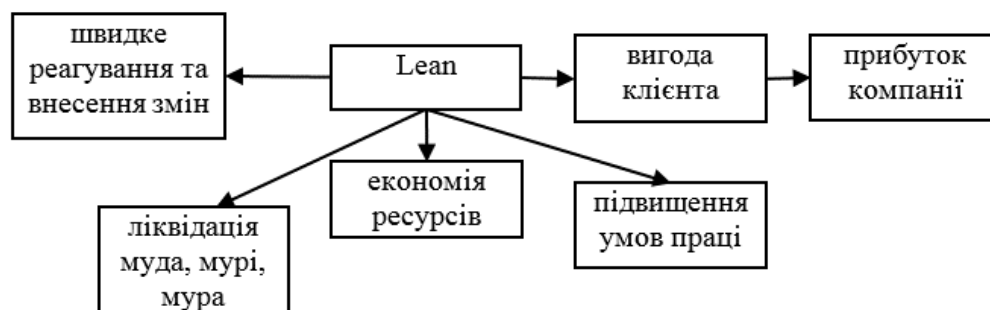 швидке
реагування та
внесення змін
Lean
вигода
клієнта
прибуток
компанії
ліквідація
муда, мурі,
мура
економія
ресурсів
підвищення
умов праці